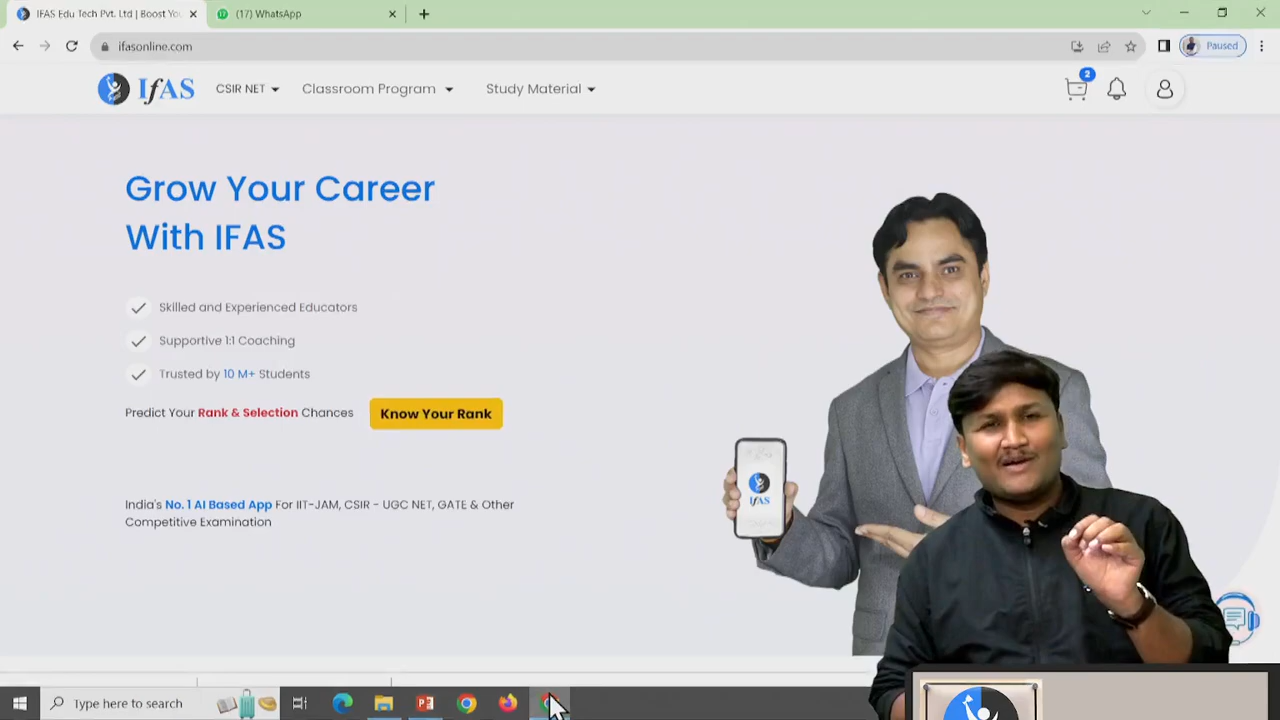 IFAS Edu Tech Pvt. Ltd | Boost You
(17) WhatsApp
ifasonline.com
Paused
IfAS
CSIR NET
Classroom Program
Study Material
2
Grow Your Career
With IFAS
Skilled and Experienced Educators
Supportive 1:1 Coaching
Trusted by 10 M+ Students
Predict Your Rank & Selection Chances
Know Your Rank
IfAS
India's No. 1 AI Based App For IIT-JAM, CSIR - UGC NET, GATE & Other
Competitive Examination
Type here to search